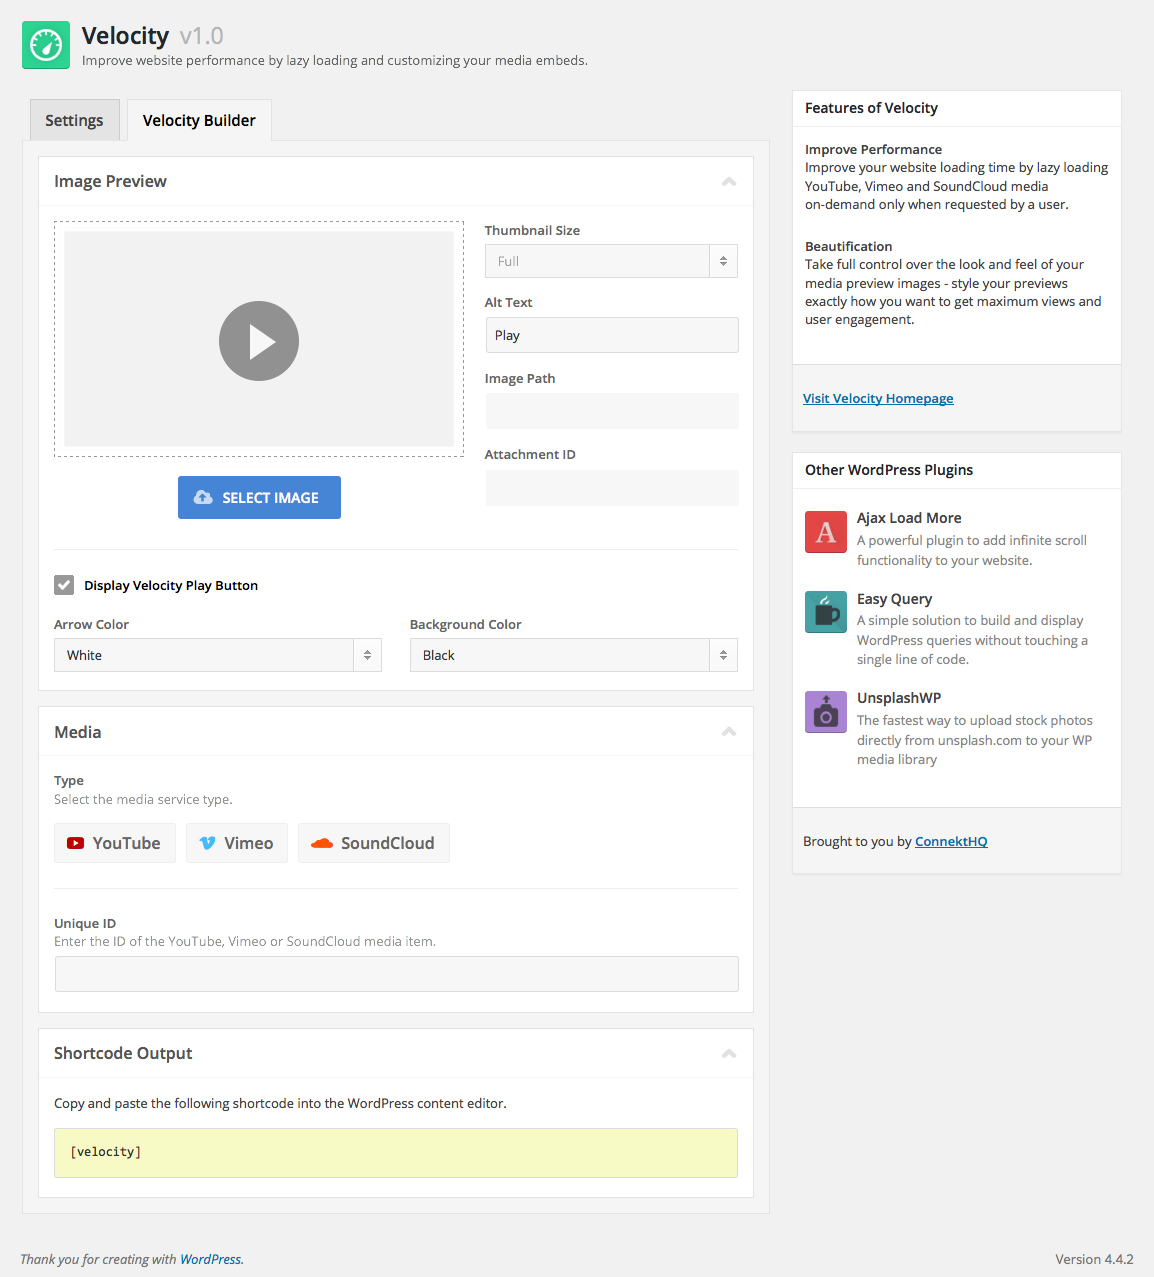 Velocity v1.0
Improve website performance by lazy loading and customizing your media embeds.
Settings
Velocity Builder
Image Preview
Thumbnail Size
Full
Alt Text
Play
Image Path
Attachment ID
SELECT IMAGE
Display Velocity Play Button
Arrow Color
White
Background Color
Black
Media
Type
Select the media service type.
YouTube
Vimeo
SoundCloud
Unique ID
Enter the ID of the YouTube, Vimeo or SoundCloud media item.
Shortcode Output
Copy and paste the following shortcode into the WordPress content editor.
[velocity]
Features of Velocity
Improve Performance
Improve your website loading time by lazy loading
YouTube, Vimeo and SoundCloud media
on-demand only when requested by a user.
Beautification
Take full control over the look and feel of your
media preview images - style your previews
exactly how you want to get maximum views and
user engagement.
Visit Velocity Homepage
Other WordPress Plugins
A
Ajax Load More
A powerful plugin to add infinite scroll
functionality to your website.
Easy Query
A simple solution to build and display
WordPress queries without touching a
single line of code.
UnsplashWP
The fastest way to upload stock photos
directly from unsplash.com to your WP
media library
Brought to you by ConnektHQ
Thank you for creating with WordPress.
Version 4.4.2